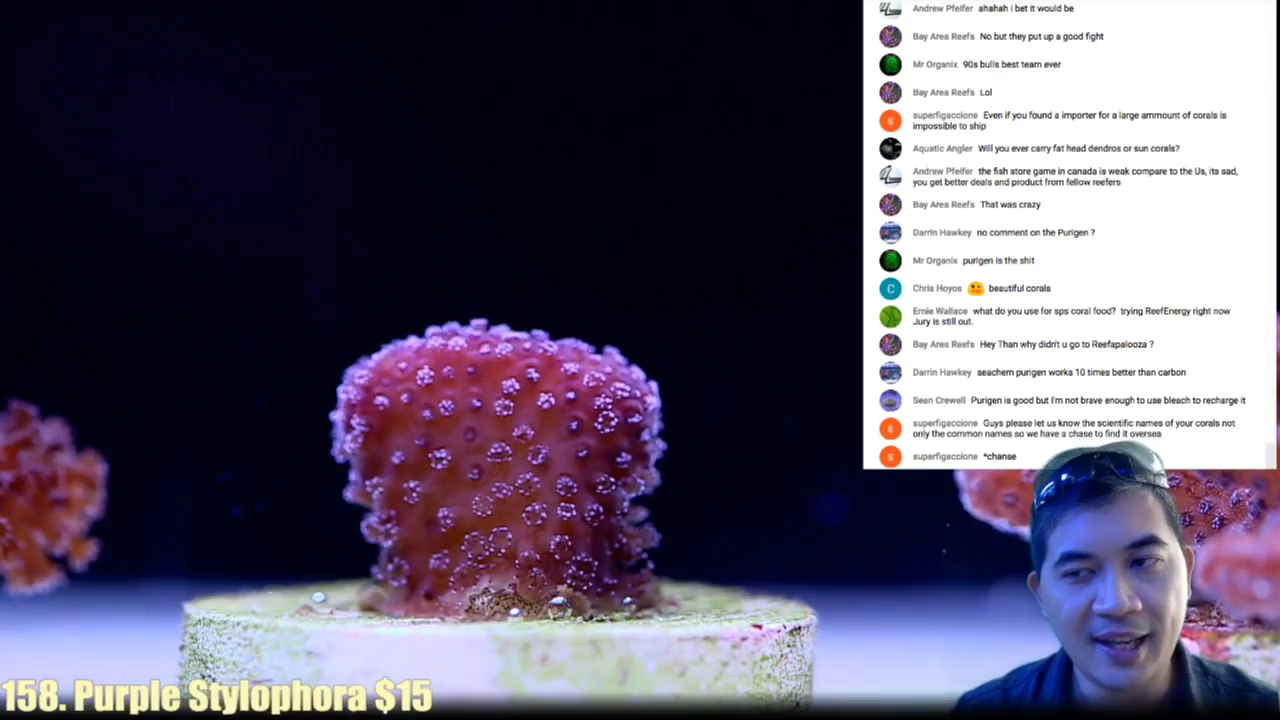 Andrew Pfeifer ahahah i bet it would be
Bay Area Reefs No but they put up a good fight
Mr Organix 90s bulls best team ever
Bay Area Reefs Lol
S superfigaccione Even if you found a importer for a large ammount of corals is
impossible to ship
Aquatic Angler Will you ever carry fat head dendros or sun corals?
Andrew Pfeifer the fish store game in canada is weak compare to the Us, its sad,
you get better deals and product from fellow reefers
Bay Area Reefs That was crazy
Darrin Hawkey no comment on the Purigen ?
Mr Organix purigen is the shit
C Chris Hoyos beautiful corals
Ernie Wallace what do you use for sps coral food? trying ReefEnergy right now
Jury is still out.
Bay Area Reefs Hey Than why didn't u go to Reefapalooza ?
Darrin Hawkey seachem purigen works 10 times better than carbon
Sean Crewell Purigen is good but I'm not brave enough to use bleach to recharge it
S superfigaccione Guys please let us know the scientific names of your corals not
only the common names so we have a chase to find it oversea
S superfigaccione *chanse
158. Purple Stylophora $15